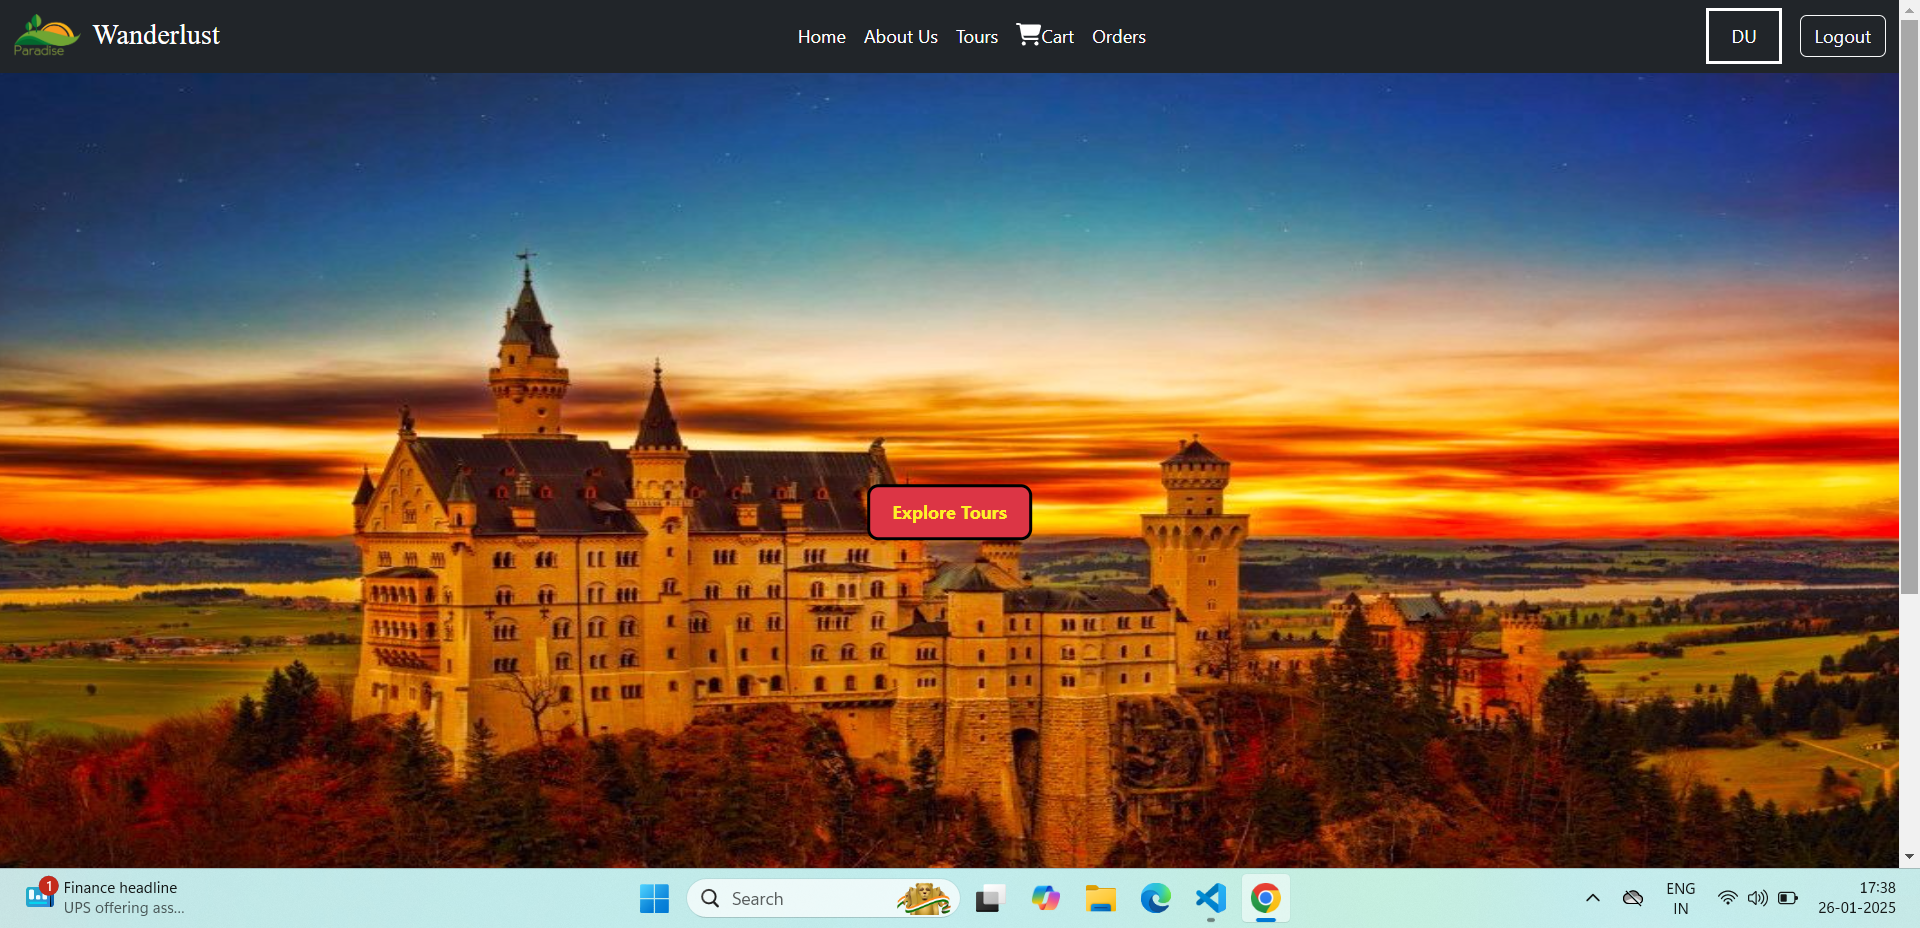 Paradise
Wanderlust
Home
About Us
Tours
Cart
Orders
DU
Logout
Explore Tours
1
Finance headline
UPS offering ass...
Search
ENG
IN
17:38
26-01-2025